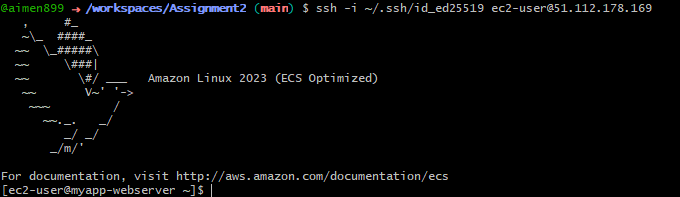 @aimen899 ➜ /workspaces/Assignment2 (main) $ ssh -i ~/.ssh/id_ed25519 ec2-user@51.112.178.169
   ,     #_
   ~\_  ####_
  ~~  \_#####\
  ~~     \###|
  ~~       \#/ ___   Amazon Linux 2023 (ECS Optimized)
   ~~       V~' '->
    ~~~         /
      ~~._.   _/
         _/ _/
       _/m/'
For documentation, visit http://aws.amazon.com/documentation/ecs
[ec2-user@myapp-webserver ~]$